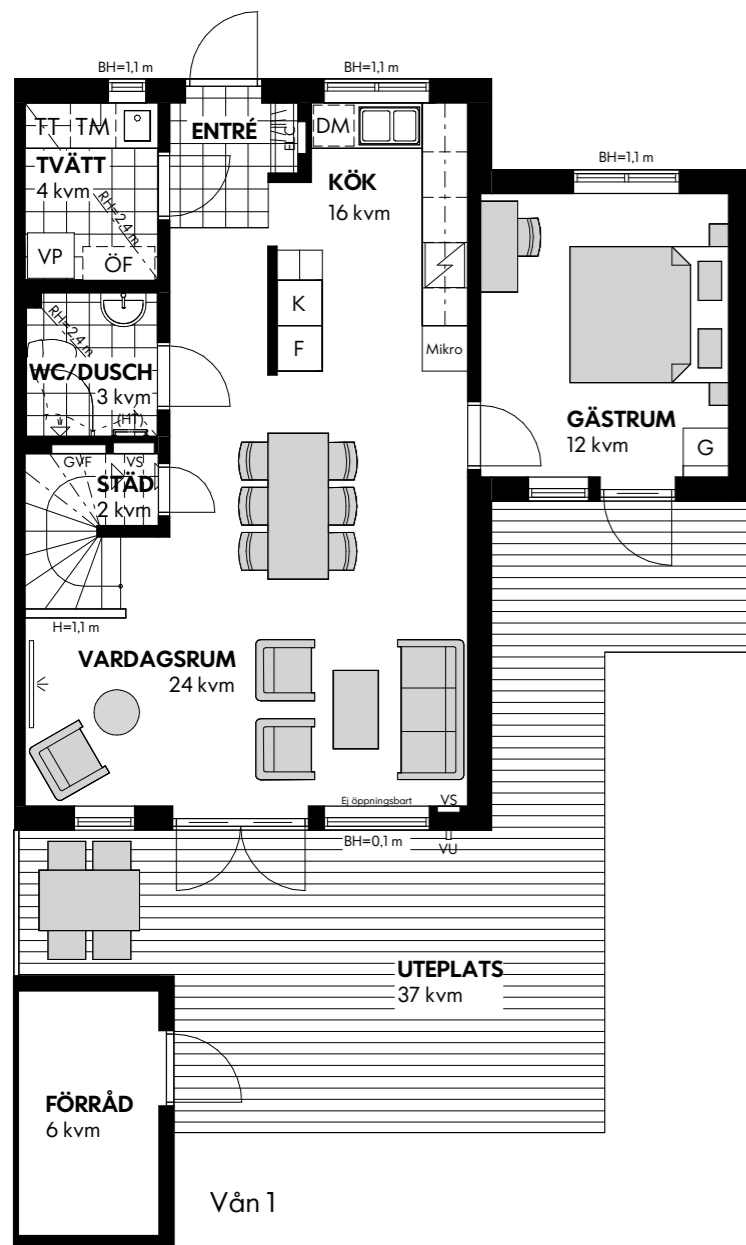 BH=1,1 m
BH=1,1 m
TT TM
ENTRÉ
ELC
DM
TVÄTT
4 kvm
KÖK
16 kvm
BH=1,1 m
RH=2,4 m
VP
ÖF
K
F
Mikro
RH=2,4 m
WC/DUSCH
3 kvm
(HT)
GÄSTRUM
12 kvm
G
GVF
VS
STÄD
2 kvm
H=1,1 m
VARDAGSRUM
24 kvm
Ej öppningsbart
VS
BH=0,1 m
VU
UTEPLATS
37 kvm
FÖRRÅD
6 kvm
Vån 1